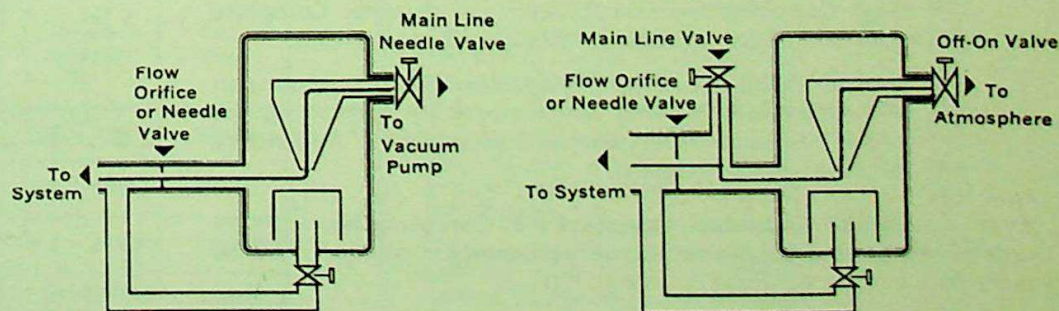 Main Line
Needle Valve
Flow
Orifice
or Needle
Valve
To
Vacuum
Pump
To
System
Main Line Valve
Flow Orifice
or Needle Valve
Off-On Valve
To
Atmosphere
To System